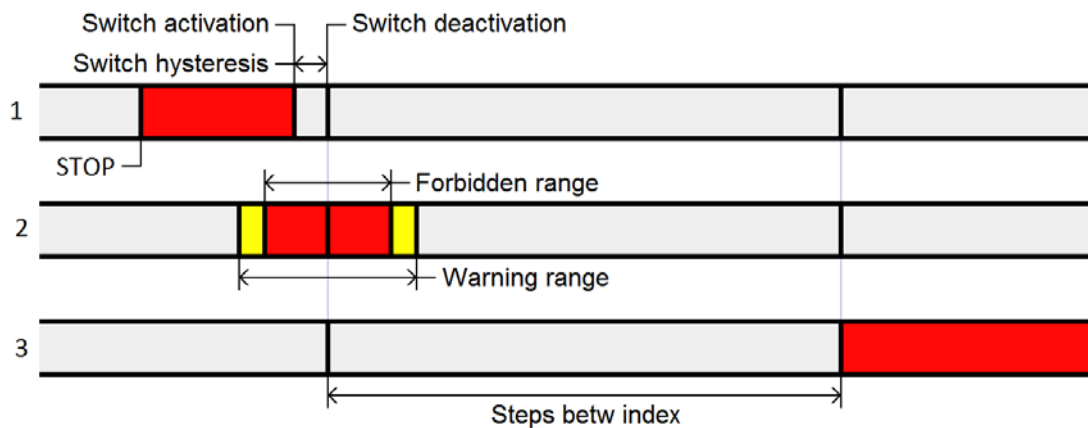 Switch activation
Switch deactivation
Switch hysteresis
1
STOP
Forbidden range
2
Warning range
3
Steps betw index